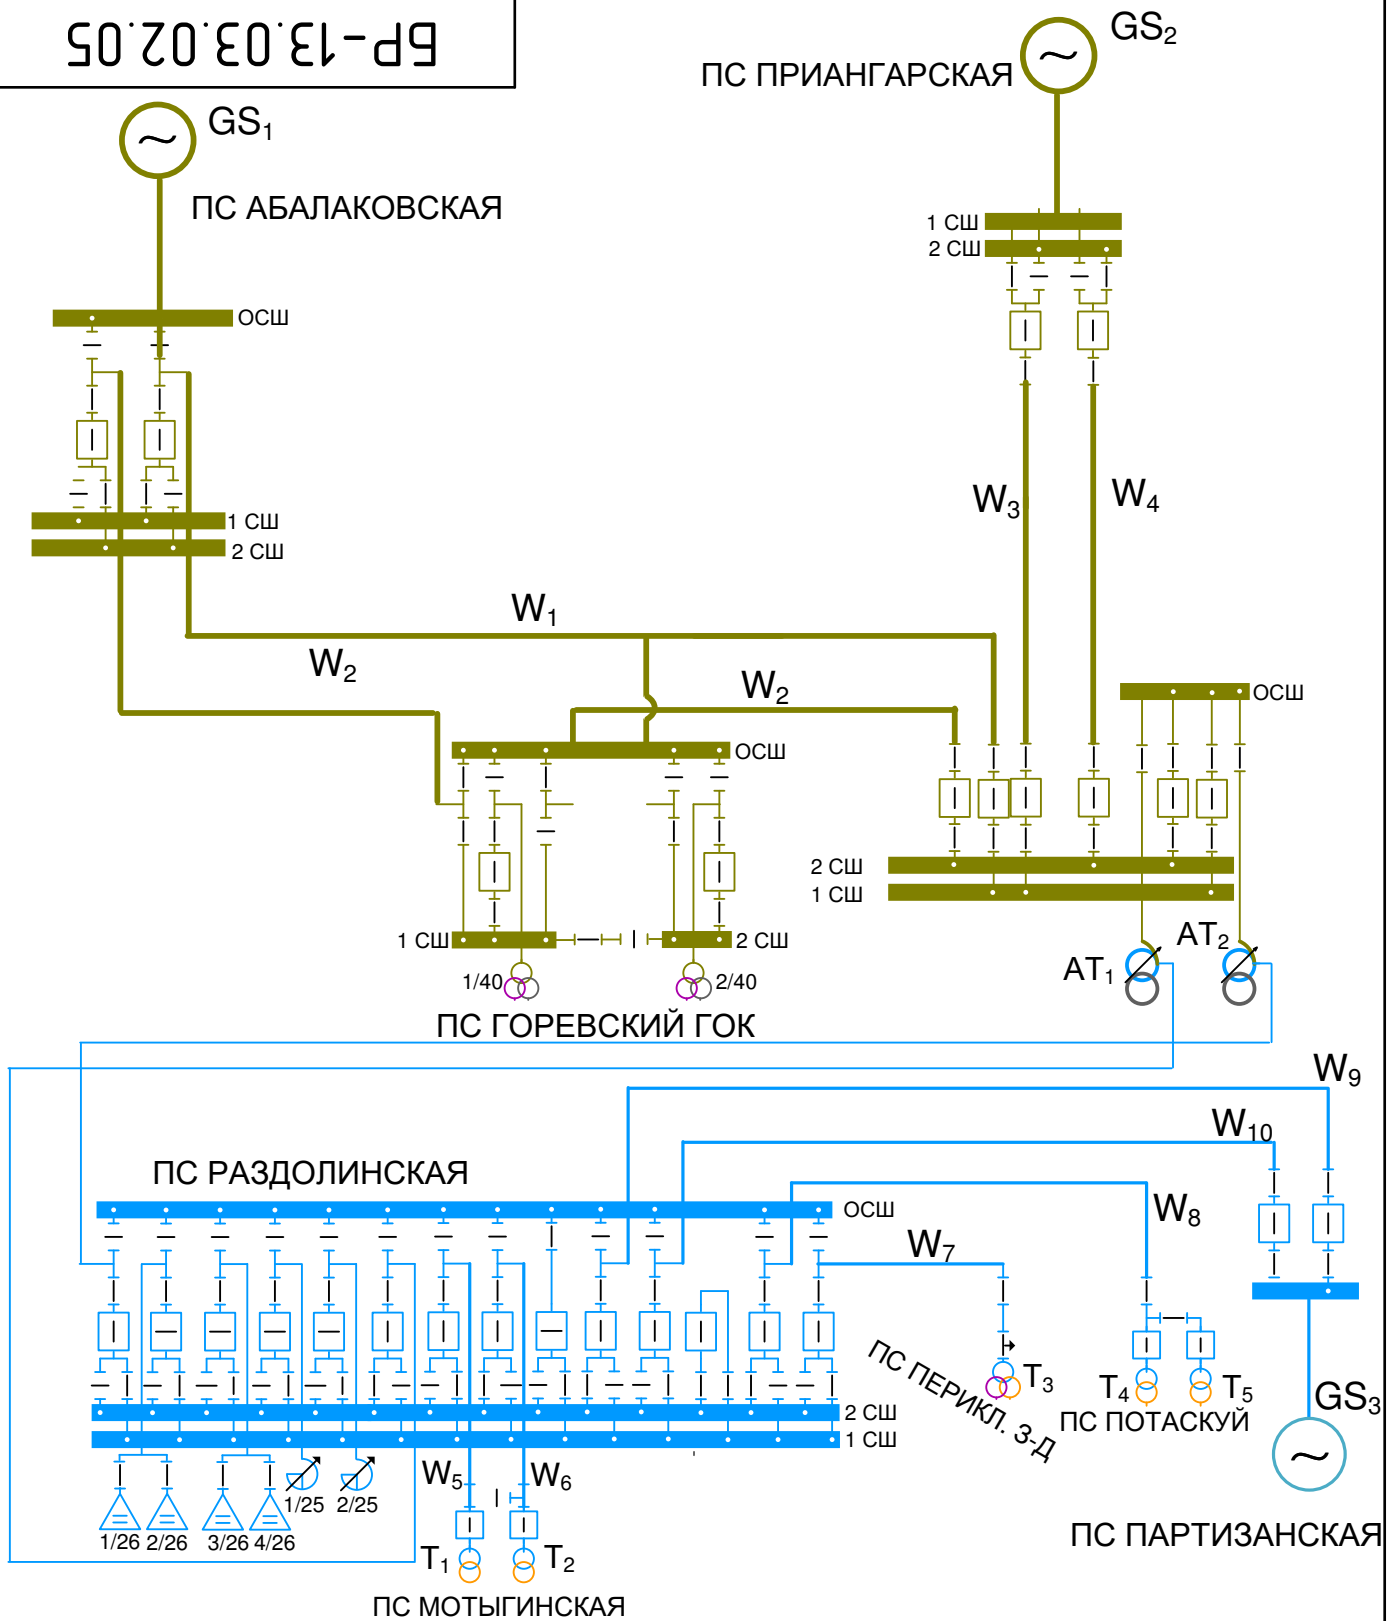 БР-13.03.02.05
GS2
ПС ПРИАНГАРСКАЯ
GS1
ПС АБАЛАКОВСКАЯ
1 СШ
2 СШ
ОСШ
W3
W4
1 СШ
2 СШ
W1
W2
W2
ОСШ
ОСШ
2 СШ
1 СШ
1 СШ
2 СШ
AT1
AT2
1/40
2/40
ПС ГОРЕВСКИЙ ГОК
W9
W10
ПС РАЗДОЛИНСКАЯ
ОСШ
W8
W7
ПС ПЕРИКЛ. З-Д
T3
T4
T5
GS3
ПС ПОТАСКУЙ
2 СШ
1 СШ
W5
W6
1/25
2/25
1/26
2/26
3/26
4/26
ПС ПАРТИЗАНСКАЯ
T1
T2
ПС МОТЫГИНСКАЯ